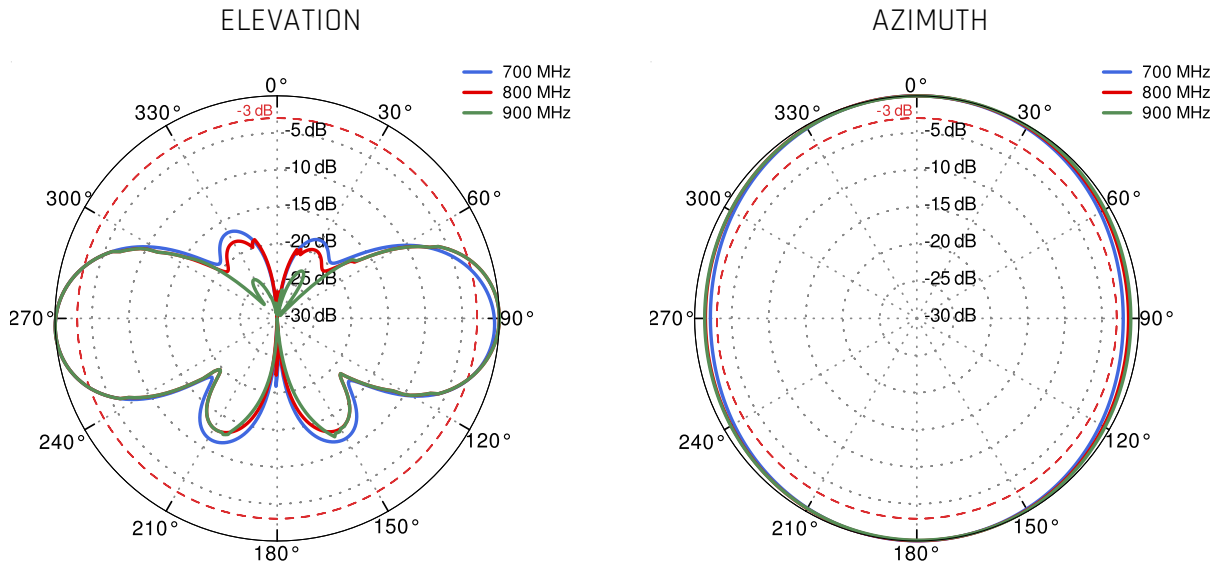 ELEVATION
700 MHz
800 MHz
900 MHz
0°
330°
-3 dB
30°
-5 dB
-10 dB
300°
60°
-15 dB
-20 dB
-25 dB
270°
-30 dB
90°
240°
120°
210°
150°
180°
AZIMUTH
700 MHz
800 MHz
900 MHz
0°
330°
-3 dB
30°
-5 dB
-10 dB
300°
60°
-15 dB
-20 dB
-25 dB
270°
-30 dB
90°
240°
120°
210°
150°
180°